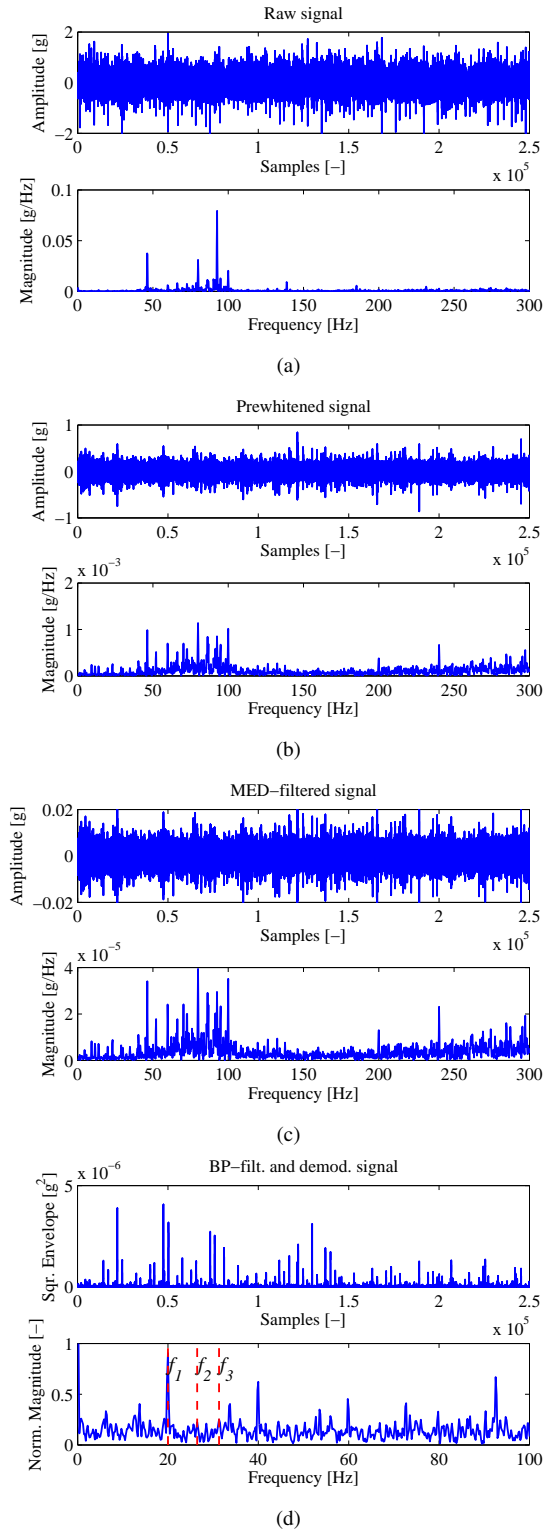 Raw signal
Amplitude [g]
2
0
−2
0 0.5 1 1.5 2 2.5
Samples [−]
x 10^5
Magnitude [g/Hz]
0.1
0.05
0
0 50 100 150 200 250 300
Frequency [Hz]
(a)
Prewhitened signal
Amplitude [g]
1
0
−1
0 0.5 1 1.5 2 2.5
Samples [−]
x 10^5
x 10^−3
Magnitude [g/Hz]
2
1
0
0 50 100 150 200 250 300
Frequency [Hz]
(b)
MED−filtered signal
Amplitude [g]
0.02
0
−0.02
0 0.5 1 1.5 2 2.5
Samples [−]
x 10^5
x 10^−5
Magnitude [g/Hz]
4
2
0
0 50 100 150 200 250 300
Frequency [Hz]
(c)
BP−filt. and demod. signal
x 10^−6
Sqr. Envelope [g^2]
5
0
0 0.5 1 1.5 2 2.5
Samples [−]
x 10^5
Norm. Magnitude [−]
1
0.5
0
f_1 f_2 f_3
0 20 40 60 80 100
Frequency [Hz]
(d)